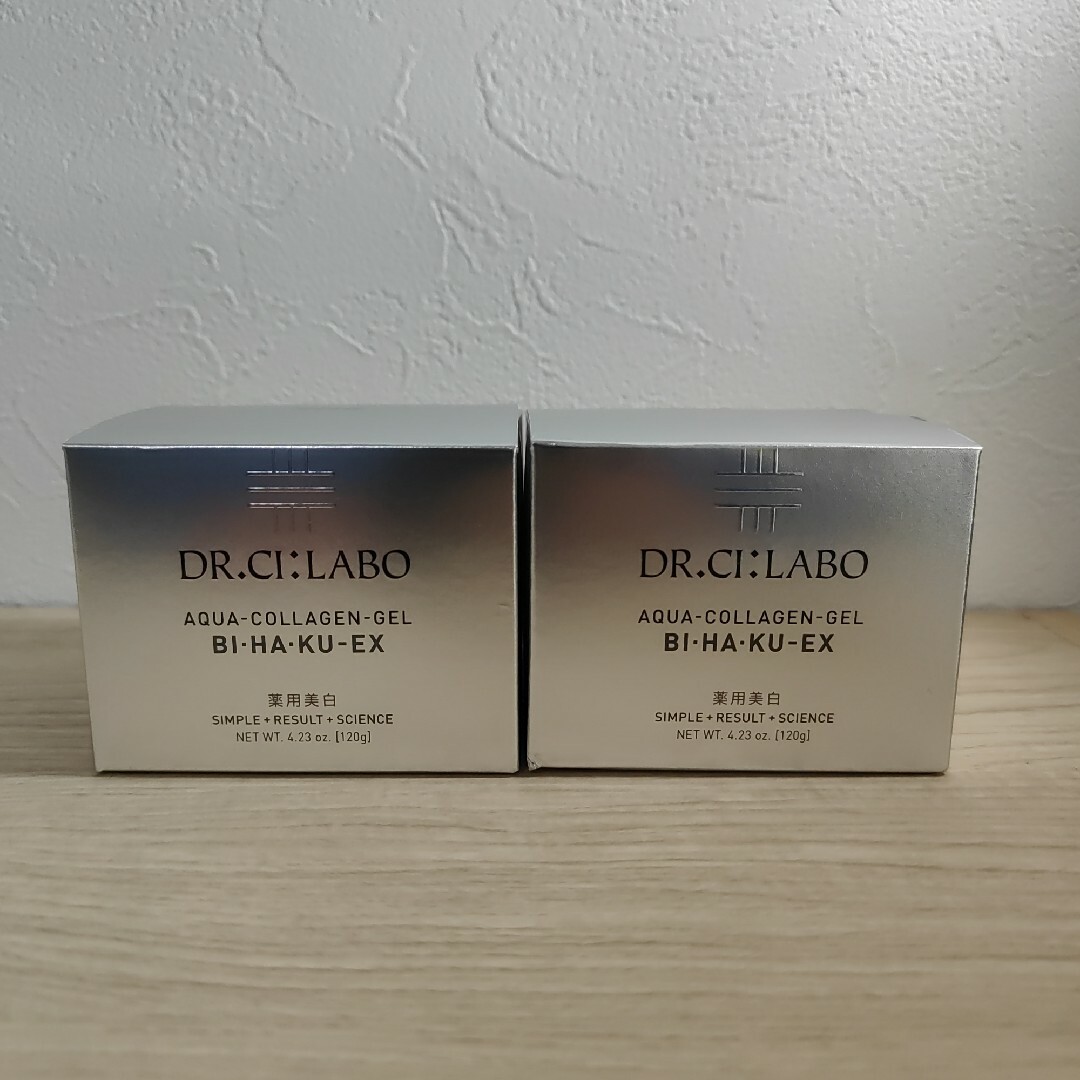 DR.CI:LABO
AQUA-COLLAGEN-GEL
BI·HA·KU-EX
薬用美白
SIMPLE+RESULT+SCIENCE
NET WT. 4.23 oz. [120g]
DR.CI:LABO
AQUA-COLLAGEN-GEL
BI·HA·KU-EX
薬用美白
SIMPLE+RESULT+SCIENCE
NET WT. 4.23 oz. [120g]